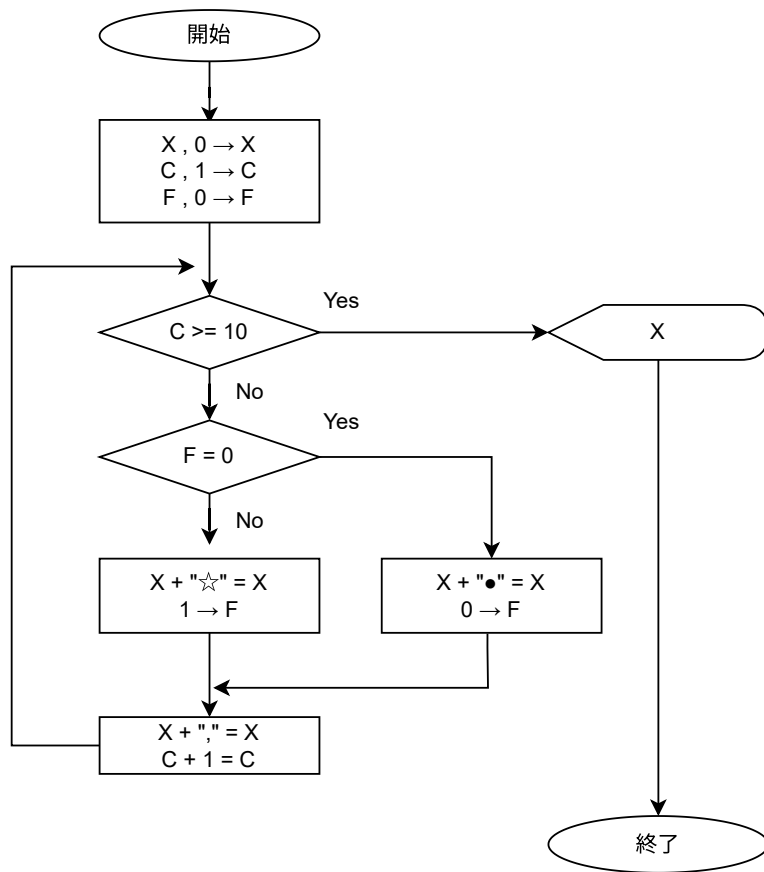 開始
X , 0 → X
C , 1 → C
F , 0 → F
Yes
C >= 10
X
No
Yes
F = 0
No
X + "☆" = X
1 → F
X + "●" = X
0 → F
X + "," = X
C + 1 = C
終了